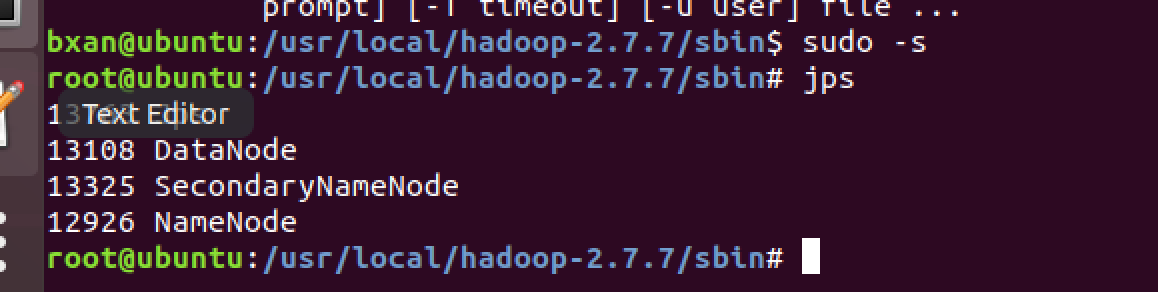 prompt] [-T timeout] [-u user] file ...
bxan@ubuntu:/usr/local/hadoop-2.7.7/sbin$ sudo -s
root@ubuntu:/usr/local/hadoop-2.7.7/sbin# jps
Text Editor
13108 DataNode
13325 SecondaryNameNode
12926 NameNode
root@ubuntu:/usr/local/hadoop-2.7.7/sbin#